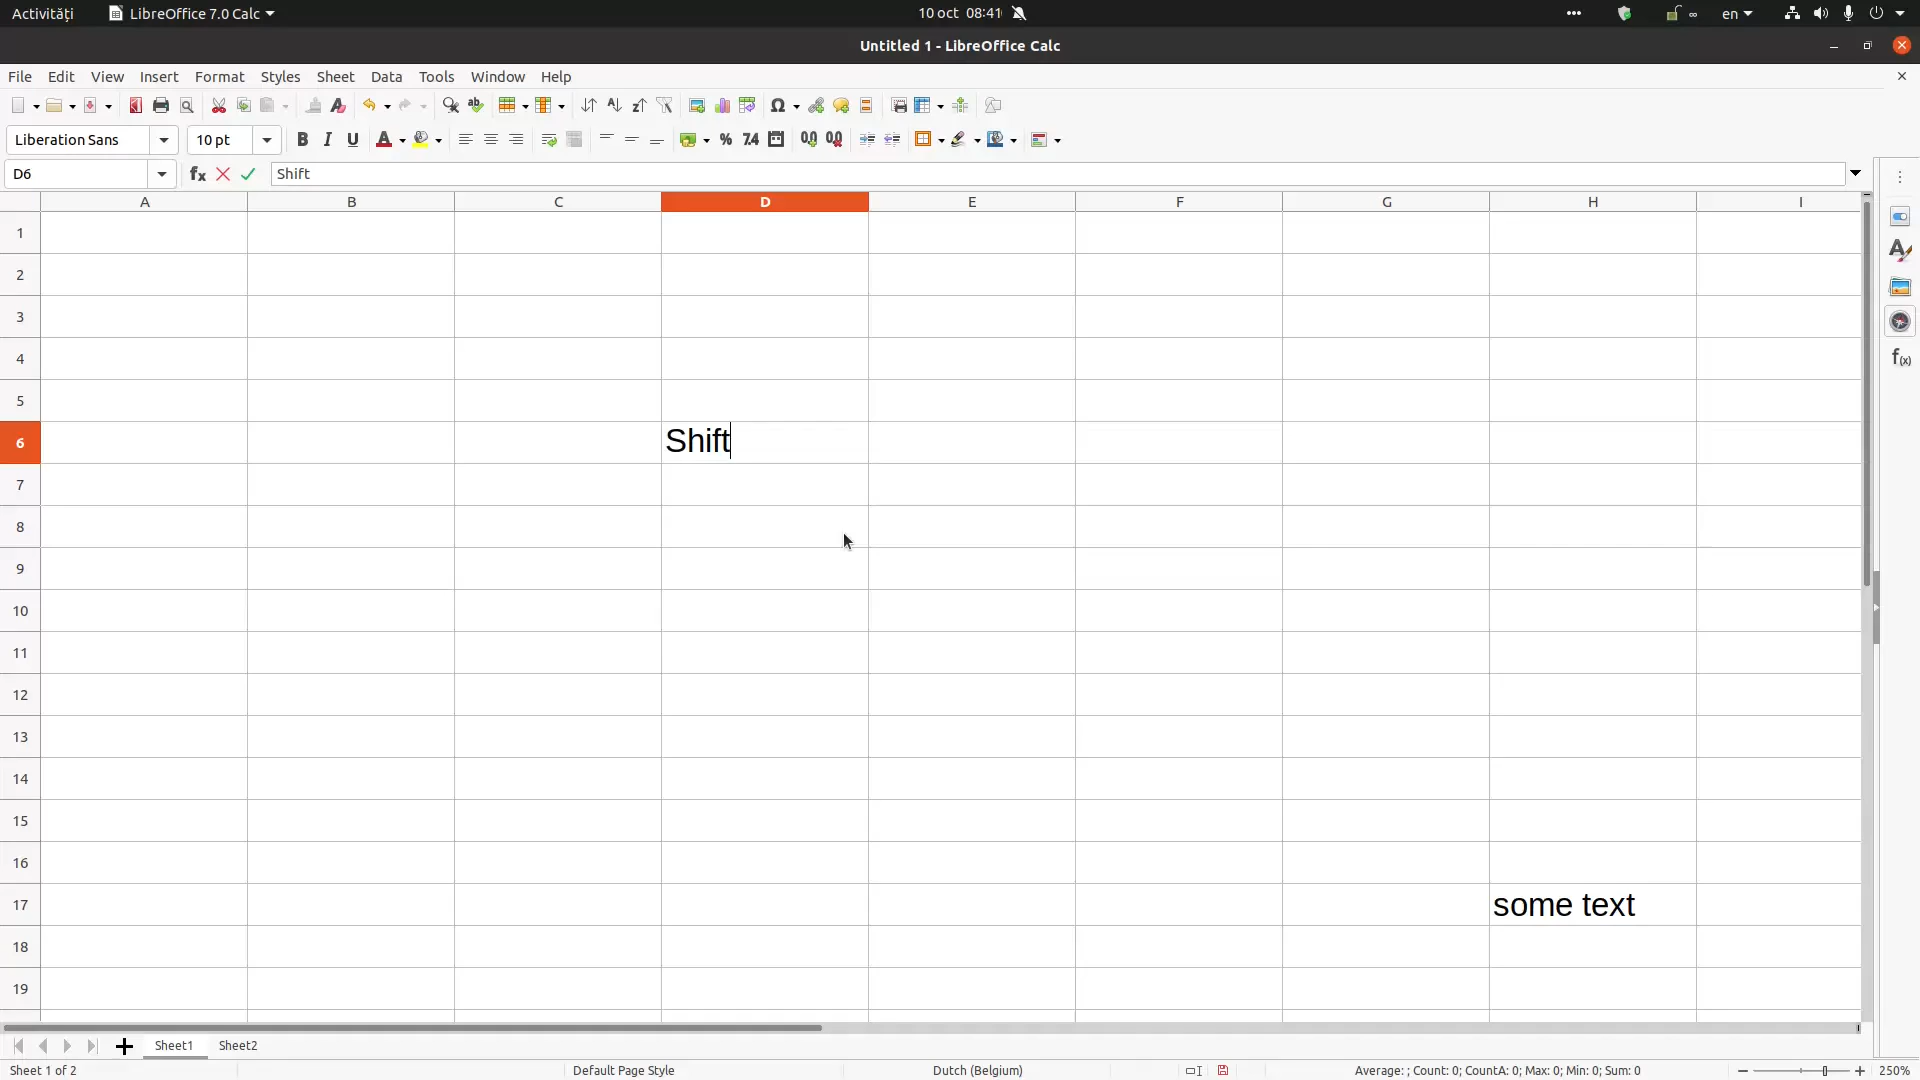 Activități LibreOffice 7.0 Calc 10 oct 08:41 en
Untitled 1 - LibreOffice Calc
File Edit View Insert Format Styles Sheet Data Tools Window Help
Liberation Sans 10 pt B I U A % 7.4
D6 fx Shift
A B C D E F G H I
1
2
3
4
5
6 Shift
7
8
9
10
11
12
13
14
15
16
17 some text
18
19
Sheet1 Sheet2
Sheet 1 of 2 Default Page Style Dutch (Belgium) Average: ; Count: 0; CountA: 0; Max: 0; Min: 0; Sum: 0 250%